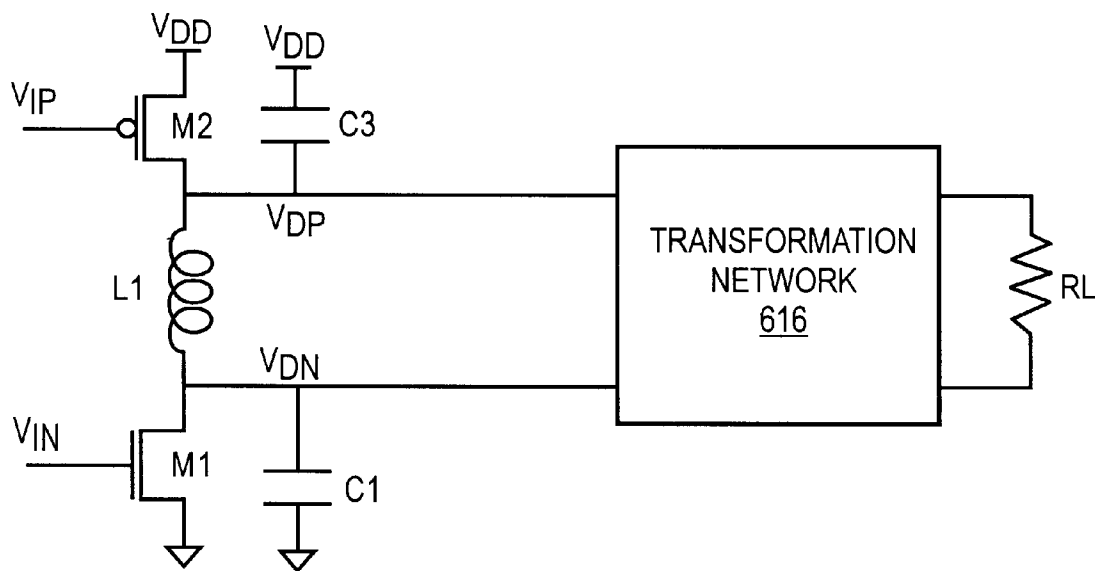 VDD
VDD
VIP
M2
C3
VDP
TRANSFORMATION
NETWORK
616
RL
L1
VDN
VIN
M1
C1